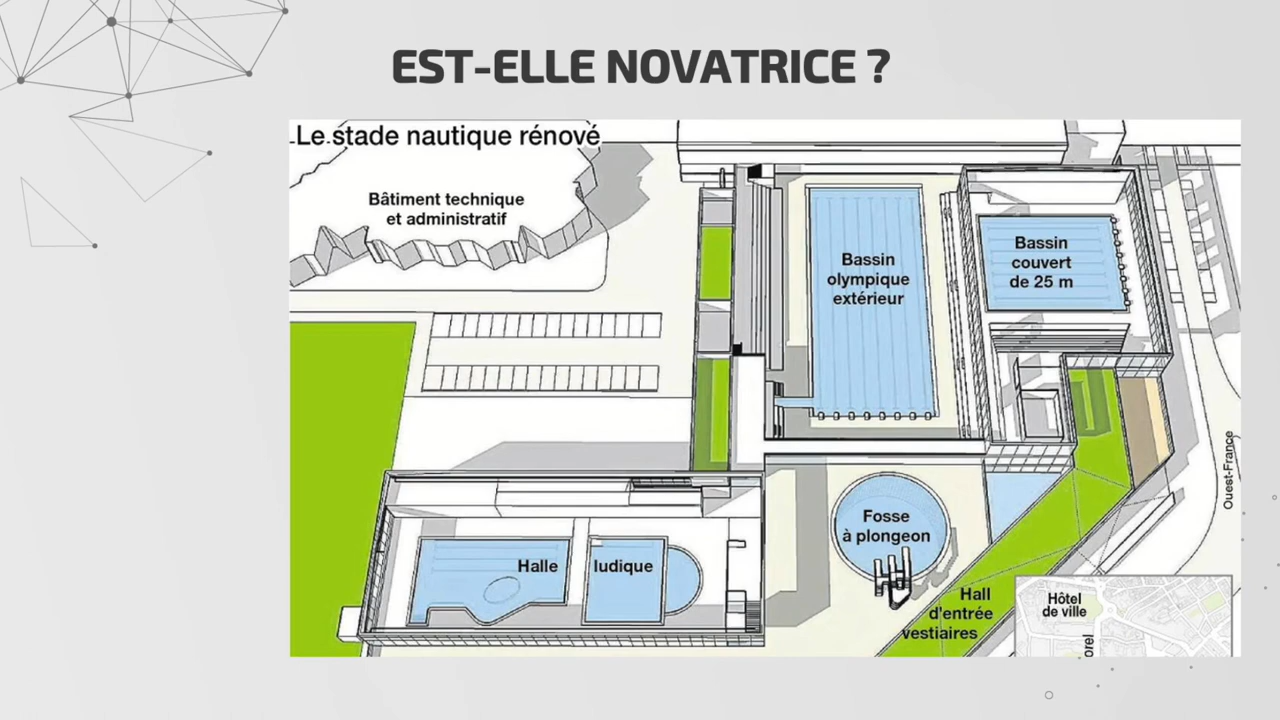 EST-ELLE NOVATRICE ?
Le stade nautique rénové
Bâtiment technique
et administratif
Bassin
olympique
extérieur
Bassin
couvert
de 25 m
Ouest-France
Fosse
à plongeon
Halle ludique
Hall
d'entrée
vestiaires
Hôtel
de ville
orel